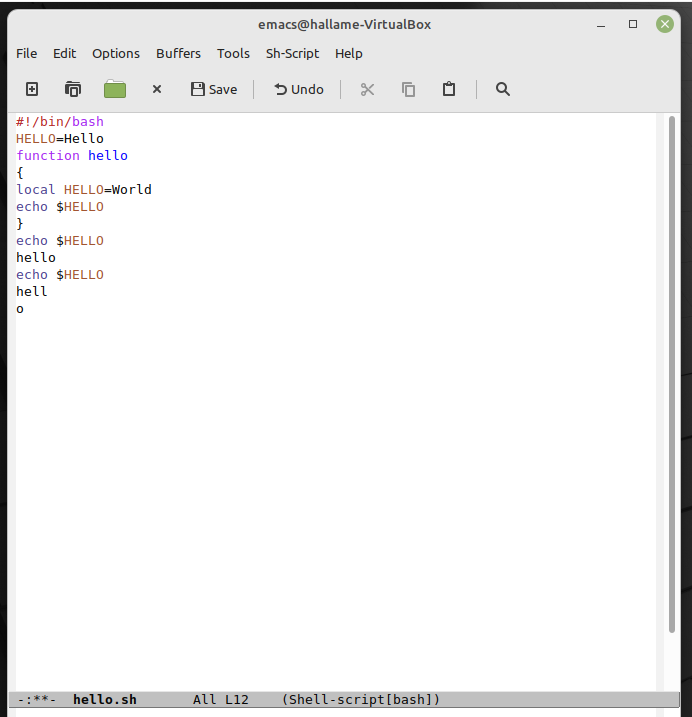 emacs@hallame-VirtualBox
File Edit Options Buffers Tools Sh-Script Help
Save Undo
#!/bin/bash
HELLO=Hello
function hello
{
local HELLO=World
echo $HELLO
}
echo $HELLO
hello
echo $HELLO
hell
o
-:**- hello.sh All L12 (Shell-script[bash])